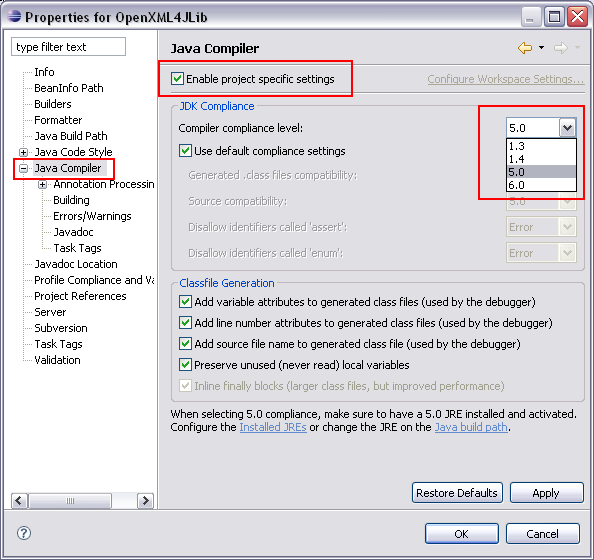 Properties for OpenXML4JLib
type filter text
Info
BeanInfo Path
Builders
Formatter
Java Build Path
Java Code Style
Java Compiler
Annotation Processin
Building
Errors/Warnings
Javadoc
Task Tags
Javadoc Location
Profile Compliance and Va
Project References
Server
Subversion
Task Tags
Validation
Java Compiler
Enable project specific settings
Configure Workspace Settings...
JDK Compliance
Compiler compliance level:
5.0
1.3
1.4
5.0
6.0
Use default compliance settings
Generated .class files compatibility:
Source compatibility:
5.0
Disallow identifiers called 'assert':
Error
Disallow identifiers called 'enum':
Error
Classfile Generation
Add variable attributes to generated class files (used by the debugger)
Add line number attributes to generated class files (used by the debugger)
Add source file name to generated class file (used by the debugger)
Preserve unused (never read) local variables
Inline finally blocks (larger class files, but improved performance)
When selecting 5.0 compliance, make sure to have a 5.0 JRE installed and activated.
Configure the Installed JREs or change the JRE on the Java build path.
Restore Defaults
Apply
?
OK
Cancel